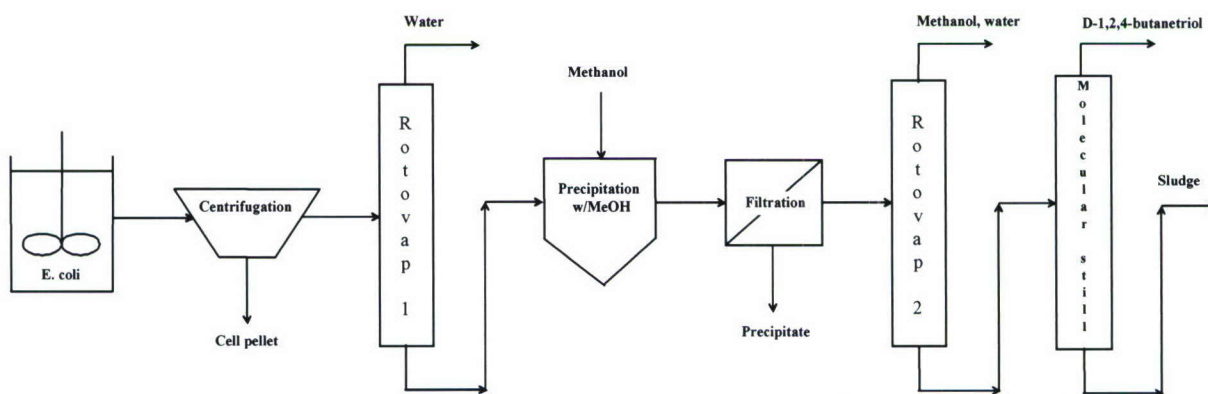 Water
Methanol, water
D-1,2,4-butanetriol
Methanol
Rotovap 1
Rotovap 2
Molecular still
Precipitation
w/MeOH
Sludge
Centrifugation
Filtration
E. coli
Cell pellet
Precipitate